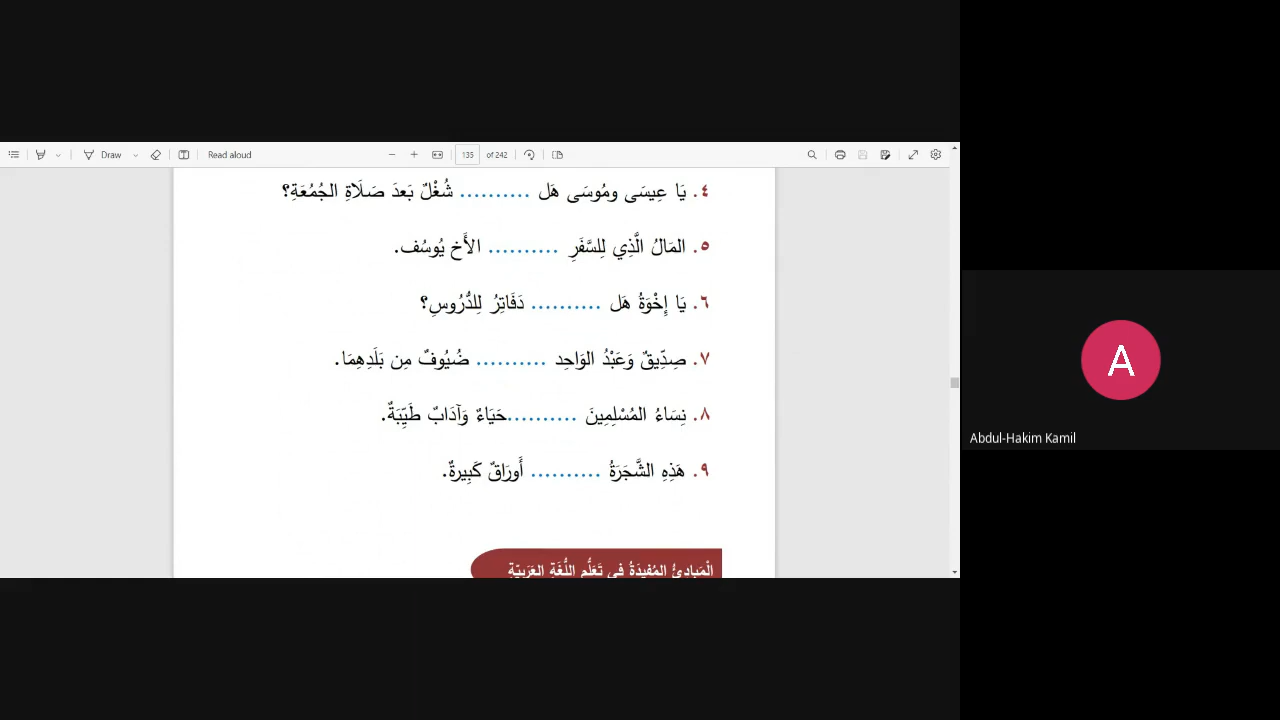 Draw
Read aloud
135
of 242
٤. يَا عِيسَى ومُوسَى هَل .......... شُغْلٌ بَعدَ صَلَاةِ الجُمُعَةِ؟
٥. المَالُ الَّذِي لِلسَّفَرِ .......... الأَخ يُوسُف.
٦. يَا إِخْوَةُ هَل .......... دَفَاتِرُ لِلدُّرُوسِ؟
٧. صِدِّيقٌ وَعَبْدُ الوَاحِد .......... ضُيُوفٌ مِن بَلَدِهِمَا.
٨. نِسَاءُ المُسْلِمِينَ ..........حَيَاءٌ وَآدَابٌ طَيِّبَةٌ.
٩. هَذِهِ الشَّجَرَةُ .......... أَورَاقٌ كَبِيرةٌ.
الْمَبادِئُ المُفِيدَةُ فِي تَعَلُّمِ اللُّغَةِ العَرَبِيّةِ
A
Abdul-Hakim Kamil